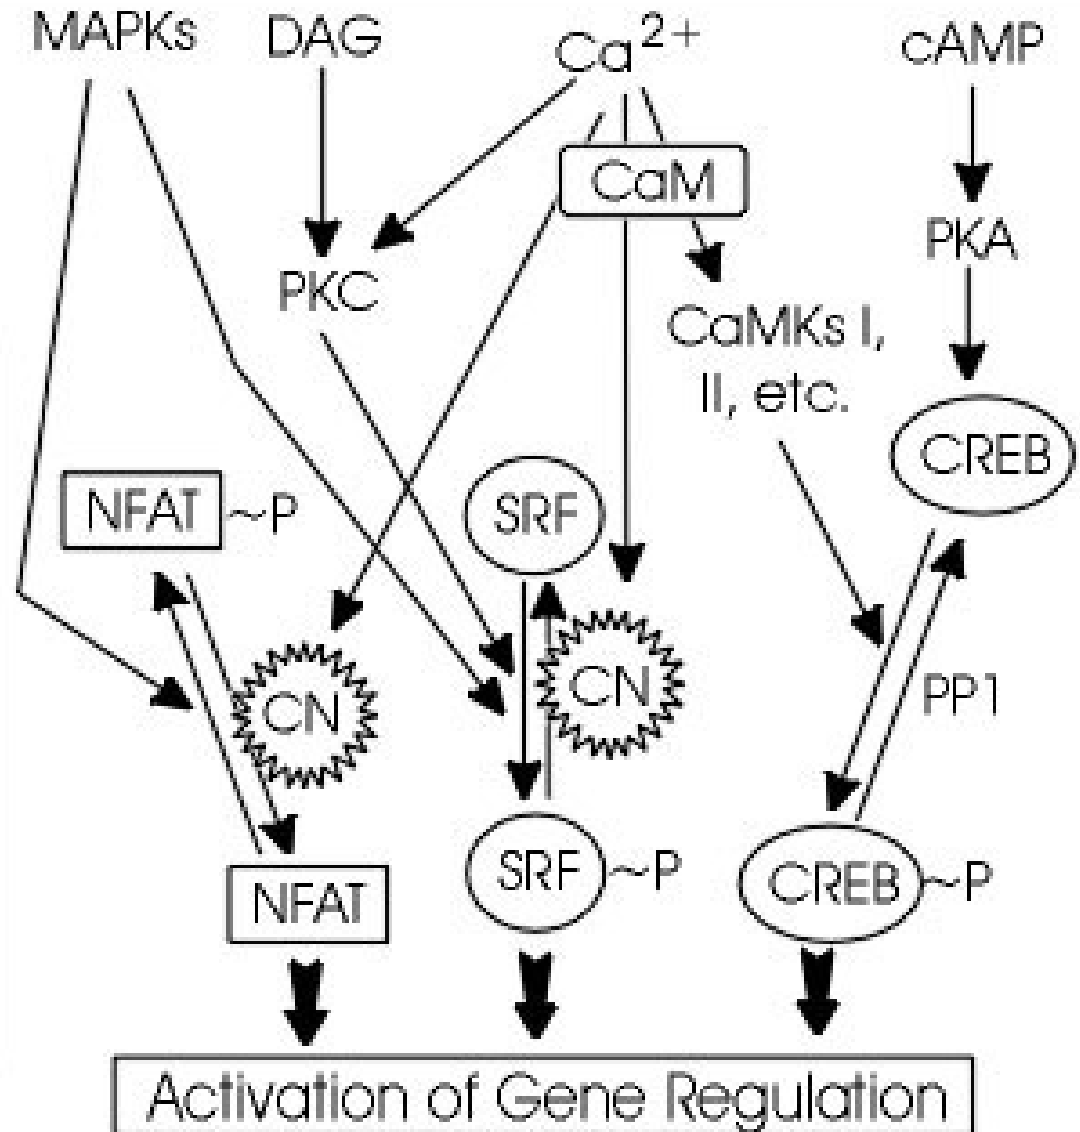 MAPKs
DAG
Ca2+
cAMP
CaM
PKA
PKC
CaMKs I,
II, etc.
CREB
NFAT ~P
SRF
CN
CN
PP1
NFAT
SRF ~P
CREB ~P
Activation of Gene Regulation